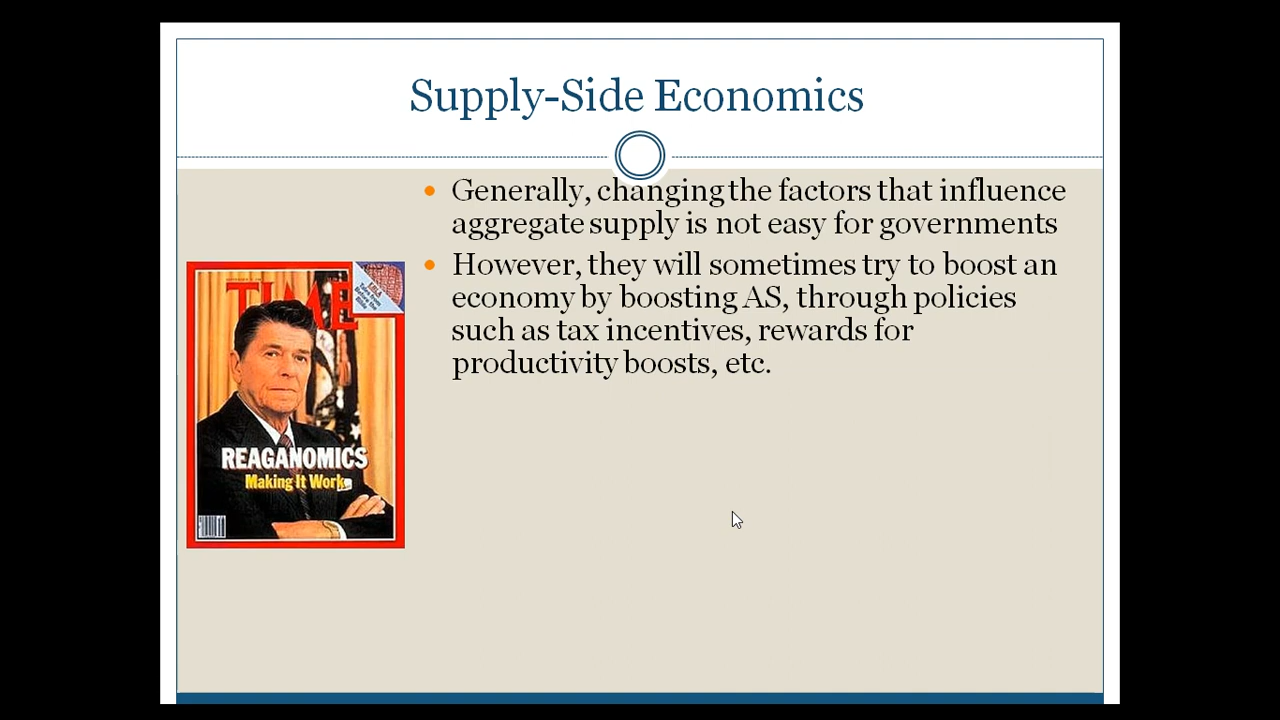 Supply-Side Economics
Generally, changing the factors that influence
aggregate supply is not easy for governments
However, they will sometimes try to boost an
economy by boosting AS, through policies
such as tax incentives, rewards for
productivity boosts, etc.
TIME
REAGANOMICS
Making It Work